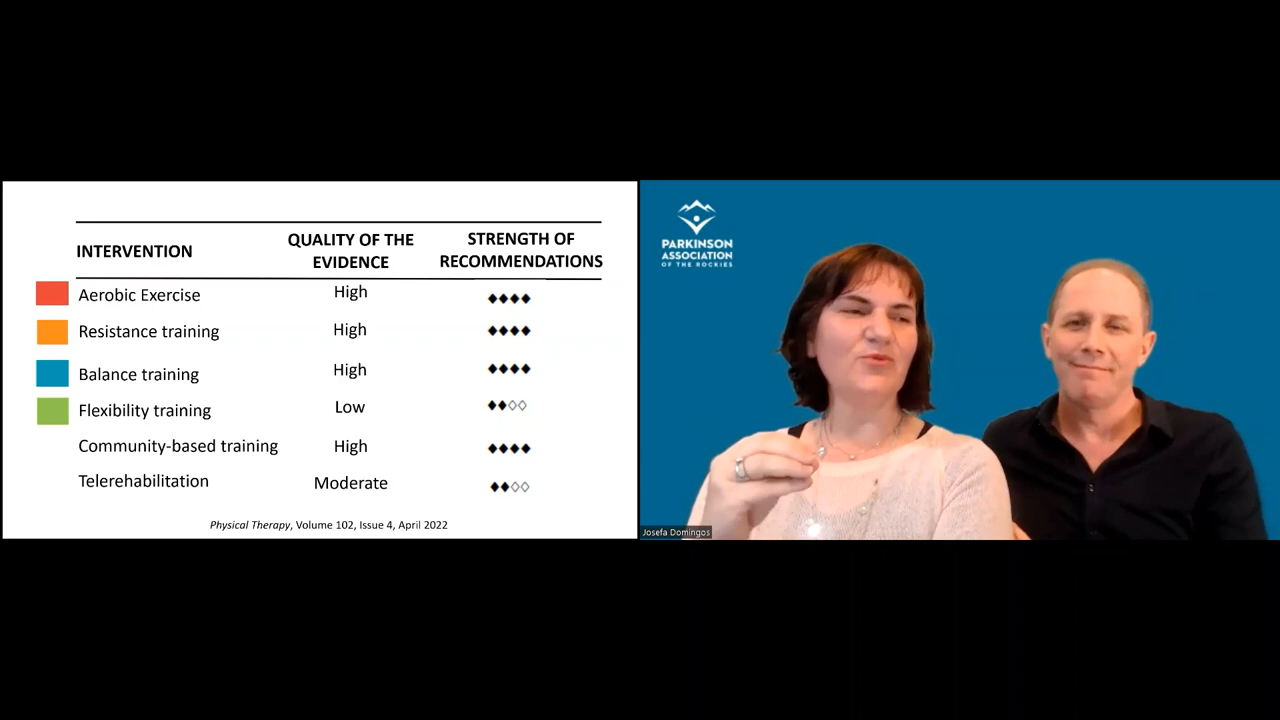 INTERVENTION
QUALITY OF THE
EVIDENCE
STRENGTH OF
RECOMMENDATIONS
Aerobic Exercise High ♦♦♦♦
Resistance training High ♦♦♦♦
Balance training High ♦♦♦♦
Flexibility training Low ♦♦♢♢
Community-based training High ♦♦♦♦
Telerehabilitation Moderate ♦♦♢♢
Physical Therapy, Volume 102, Issue 4, April 2022
PARKINSON
ASSOCIATION
OF THE ROCKIES
Josefa Domingos